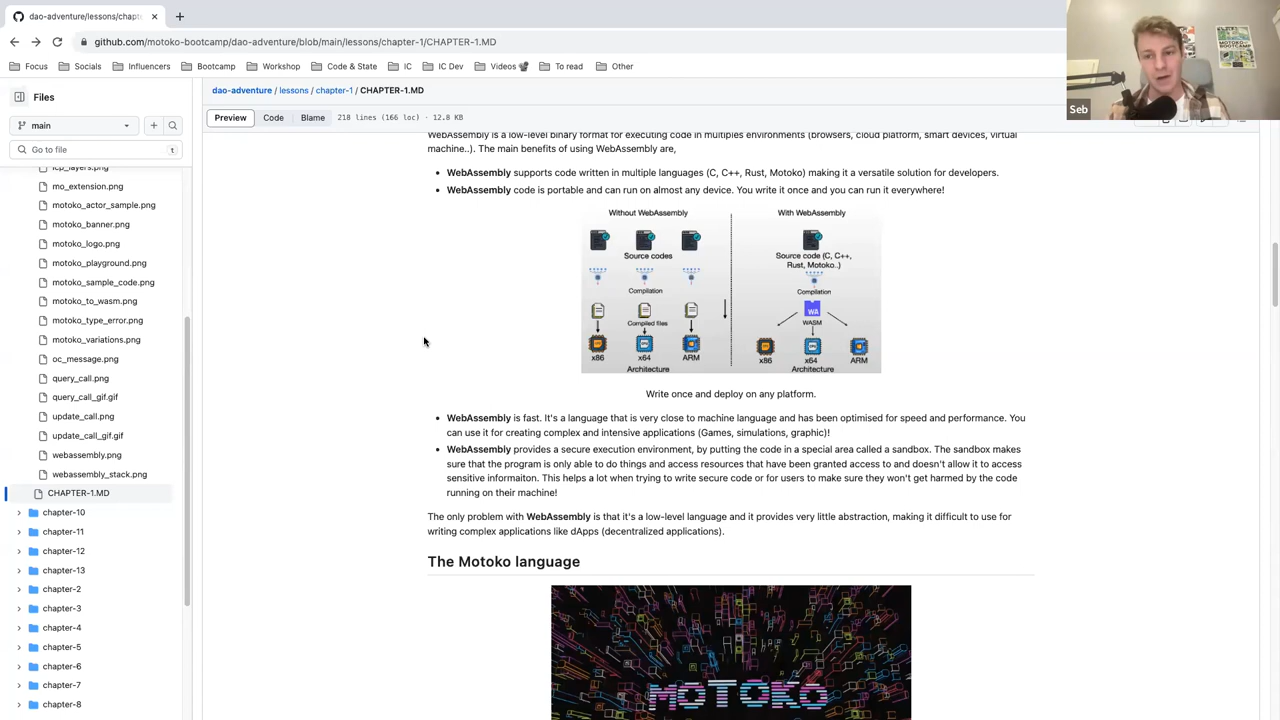 dao-adventure/lessons/chapt
github.com/motoko-bootcamp/dao-adventure/blob/main/lessons/chapter-1/CHAPTER-1.MD
Focus
Socials
Influencers
Bootcamp
Workshop
Code & State
IC
IC Dev
Videos
To read
Other
Seb
Files
dao-adventure / lessons / chapter-1 / CHAPTER-1.MD
main
Preview
Code
Blame
218 lines (166 loc) · 12.8 KB
Go to file
t
icp_layers.png
mo_extension.png
motoko_actor_sample.png
motoko_banner.png
motoko_logo.png
motoko_playground.png
motoko_sample_code.png
motoko_to_wasm.png
motoko_type_error.png
motoko_variations.png
oc_message.png
query_call.png
query_call_gif.gif
update_call.png
update_call_gif.gif
webassembly.png
webassembly_stack.png
CHAPTER-1.MD
chapter-10
chapter-11
chapter-12
chapter-13
chapter-2
chapter-3
chapter-4
chapter-5
chapter-6
chapter-7
chapter-8
WebAssembly is a low-level binary format for executing code in multiple environments (browsers, cloud platform, smart devices, virtual
machine..). The main benefits of using WebAssembly are,
WebAssembly supports code written in multiple languages (C, C++, Rust, Motoko) making it a versatile solution for developers.
WebAssembly code is portable and can run on almost any device. You write it once and you can run it everywhere!
Without WebAssembly
Source codes
Compilation
Compiled files
x86
x64
ARM
Architecture
With WebAssembly
Source code (C, C++,
Rust, Motoko..)
Compilation
WA
WASM
x86
x64
ARM
Architecture
Write once and deploy on any platform.
WebAssembly is fast. It's a language that is very close to machine language and has been optimised for speed and performance. You
can use it for creating complex and intensive applications (Games, simulations, graphic)!
WebAssembly provides a secure execution environment, by putting the code in a special area called a sandbox. The sandbox makes
sure that the program is only able to do things and access resources that have been granted access to and doesn't allow it to access
sensitive informaiton. This helps a lot when trying to write secure code or for users to make sure they won't get harmed by the code
running on their machine!
The only problem with WebAssembly is that it's a low-level language and it provides very little abstraction, making it difficult to use for
writing complex applications like dApps (decentralized applications).
The Motoko language
MOTOKO